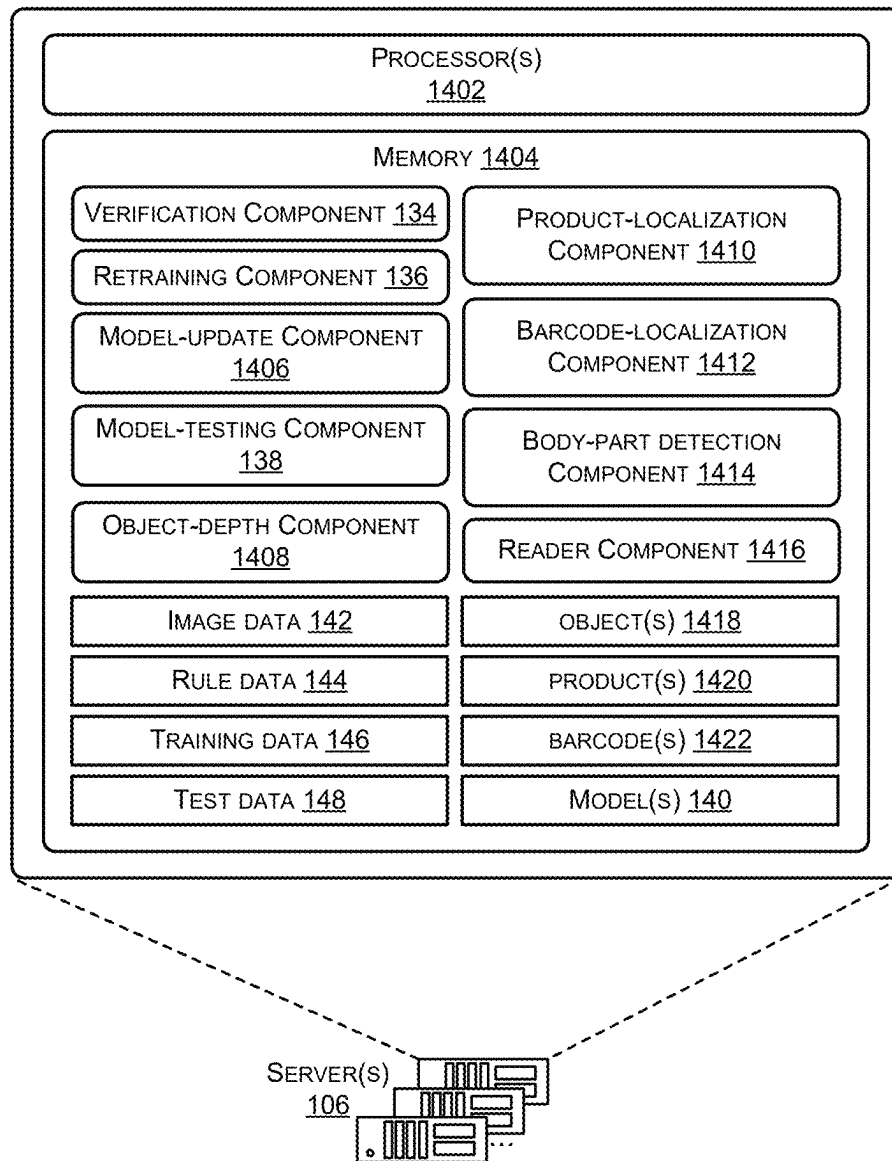 PROCESSOR(S)
1402
MEMORY 1404
VERIFICATION COMPONENT 134
RETRAINING COMPONENT 136
MODEL-UPDATE COMPONENT
1406
MODEL-TESTING COMPONENT
138
OBJECT-DEPTH COMPONENT
1408
PRODUCT-LOCALIZATION
COMPONENT 1410
BARCODE-LOCALIZATION
COMPONENT 1412
BODY-PART DETECTION
COMPONENT 1414
READER COMPONENT 1416
IMAGE DATA 142
RULE DATA 144
TRAINING DATA 146
TEST DATA 148
OBJECT(S) 1418
PRODUCT(S) 1420
BARCODE(S) 1422
MODEL(S) 140
SERVER(S)
106
...